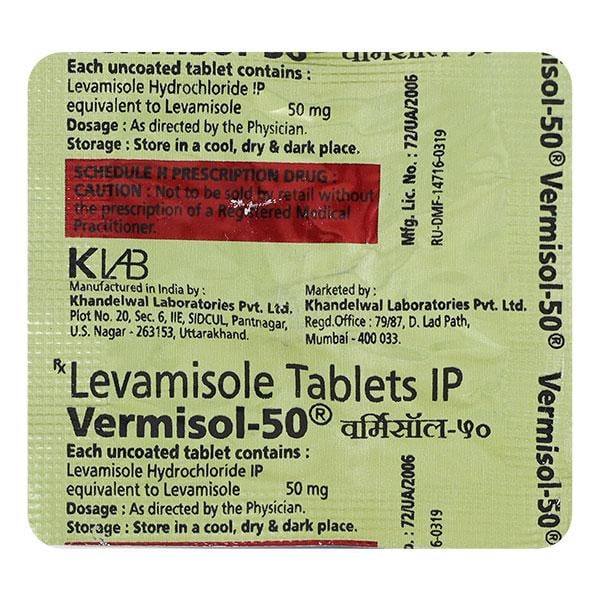 Vermisol-50® वर्मिसॉल-५०
Each uncoated tablet contains :
Levamisole Hydrochloride IP
equivalent to Levamisole 50 mg
Dosage : As directed by the Physician.
Storage : Store in a cool, dry & dark place.
SCHEDULE H PRESCRIPTION DRUG :
CAUTION : Not to be sold by retail without
the prescription of a Registered Medical
Practitioner.
Mfg. Lic. No. : 72/UA/2006
RU-DMF-14716-0319
KLAB
Manufactured in India by :
Khandelwal Laboratories Pvt. Ltd.
Plot No. 20, Sec. 6, IIE, SIDCUL, Pantnagar,
U.S. Nagar - 263153, Uttarakhand.
Marketed by :
Khandelwal Laboratories Pvt. Ltd.
Regd.Office : 79/87, D. Lad Path,
Mumbai - 400 033.
Rx Levamisole Tablets IP
Vermisol-50® वर्मिसॉल-५०
Each uncoated tablet contains :
Levamisole Hydrochloride IP
equivalent to Levamisole 50 mg
Dosage : As directed by the Physician.
Storage : Store in a cool, dry & dark place.
. : 72/UA/2006
6-0319
misol-50® Vermisol-50® Vermisol-50®